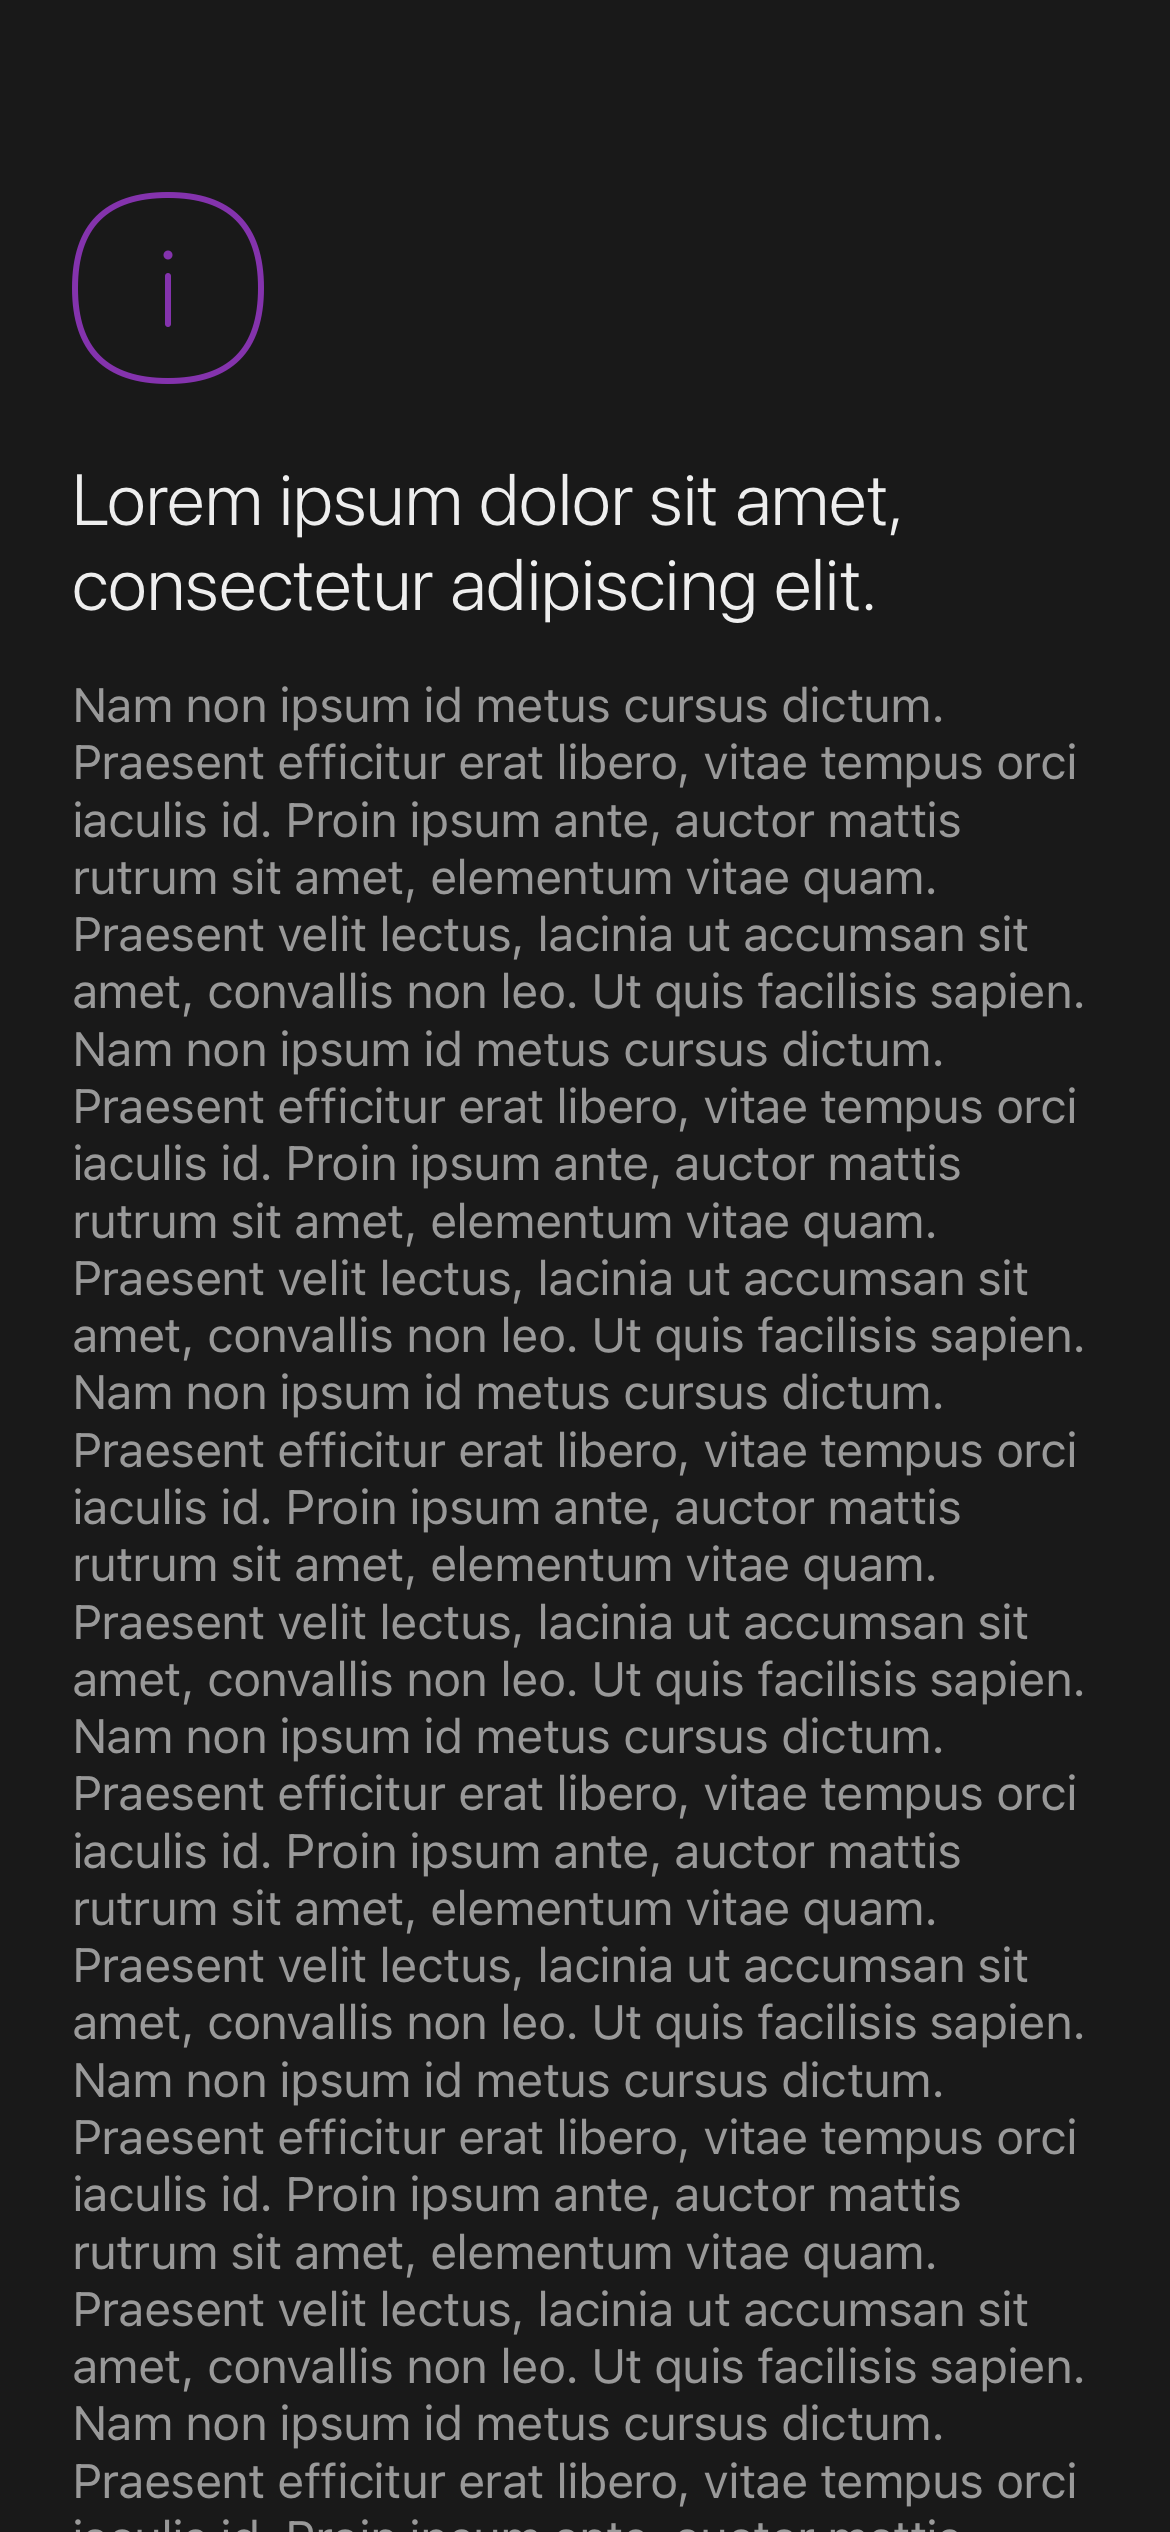 i
Lorem ipsum dolor sit amet,
consectetur adipiscing elit.
Nam non ipsum id metus cursus dictum.
Praesent efficitur erat libero, vitae tempus orci
iaculis id. Proin ipsum ante, auctor mattis
rutrum sit amet, elementum vitae quam.
Praesent velit lectus, lacinia ut accumsan sit
amet, convallis non leo. Ut quis facilisis sapien.
Nam non ipsum id metus cursus dictum.
Praesent efficitur erat libero, vitae tempus orci
iaculis id. Proin ipsum ante, auctor mattis
rutrum sit amet, elementum vitae quam.
Praesent velit lectus, lacinia ut accumsan sit
amet, convallis non leo. Ut quis facilisis sapien.
Nam non ipsum id metus cursus dictum.
Praesent efficitur erat libero, vitae tempus orci
iaculis id. Proin ipsum ante, auctor mattis
rutrum sit amet, elementum vitae quam.
Praesent velit lectus, lacinia ut accumsan sit
amet, convallis non leo. Ut quis facilisis sapien.
Nam non ipsum id metus cursus dictum.
Praesent efficitur erat libero, vitae tempus orci
iaculis id. Proin ipsum ante, auctor mattis
rutrum sit amet, elementum vitae quam.
Praesent velit lectus, lacinia ut accumsan sit
amet, convallis non leo. Ut quis facilisis sapien.
Nam non ipsum id metus cursus dictum.
Praesent efficitur erat libero, vitae tempus orci
iaculis id. Proin ipsum ante, auctor mattis
rutrum sit amet, elementum vitae quam.
Praesent velit lectus, lacinia ut accumsan sit
amet, convallis non leo. Ut quis facilisis sapien.
Nam non ipsum id metus cursus dictum.
Praesent efficitur erat libero, vitae tempus orci